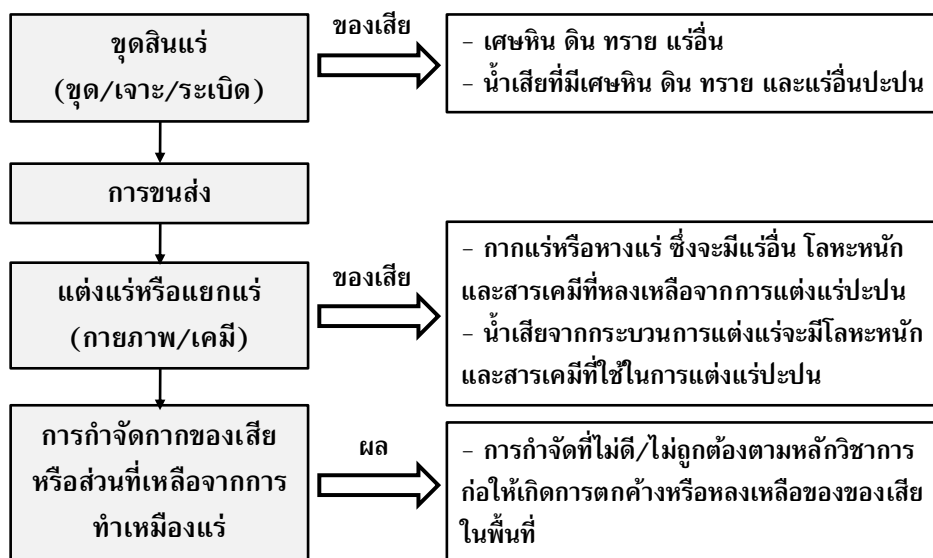 ขุดสินแร่
(ขุด/เจาะ/ระเบิด)
ของเสีย
- เศษหิน ดิน ทราย แร่อื่น
- น้ำเสียที่มีเศษหิน ดิน ทราย และแร่อื่นปะปน
การขนส่ง
แต่งแร่หรือแยกแร่
(กายภาพ/เคมี)
ของเสีย
- กากแร่หรือหางแร่ ซึ่งจะมีแร่อื่น โลหะหนัก
และสารเคมีที่หลงเหลือจากการแต่งแร่ปะปน
- น้ำเสียจากกระบวนการแต่งแร่จะมีโลหะหนัก
และสารเคมีที่ใช้ในการแต่งแร่ปะปน
การกำจัดกากของเสีย
หรือส่วนที่เหลือจากการ
ทำเหมืองแร่
ผล
- การกำจัดที่ไม่ดี/ไม่ถูกต้องตามหลักวิชาการ
ก่อให้เกิดการตกค้างหรือหลงเหลือของของเสีย
ในพื้นที่